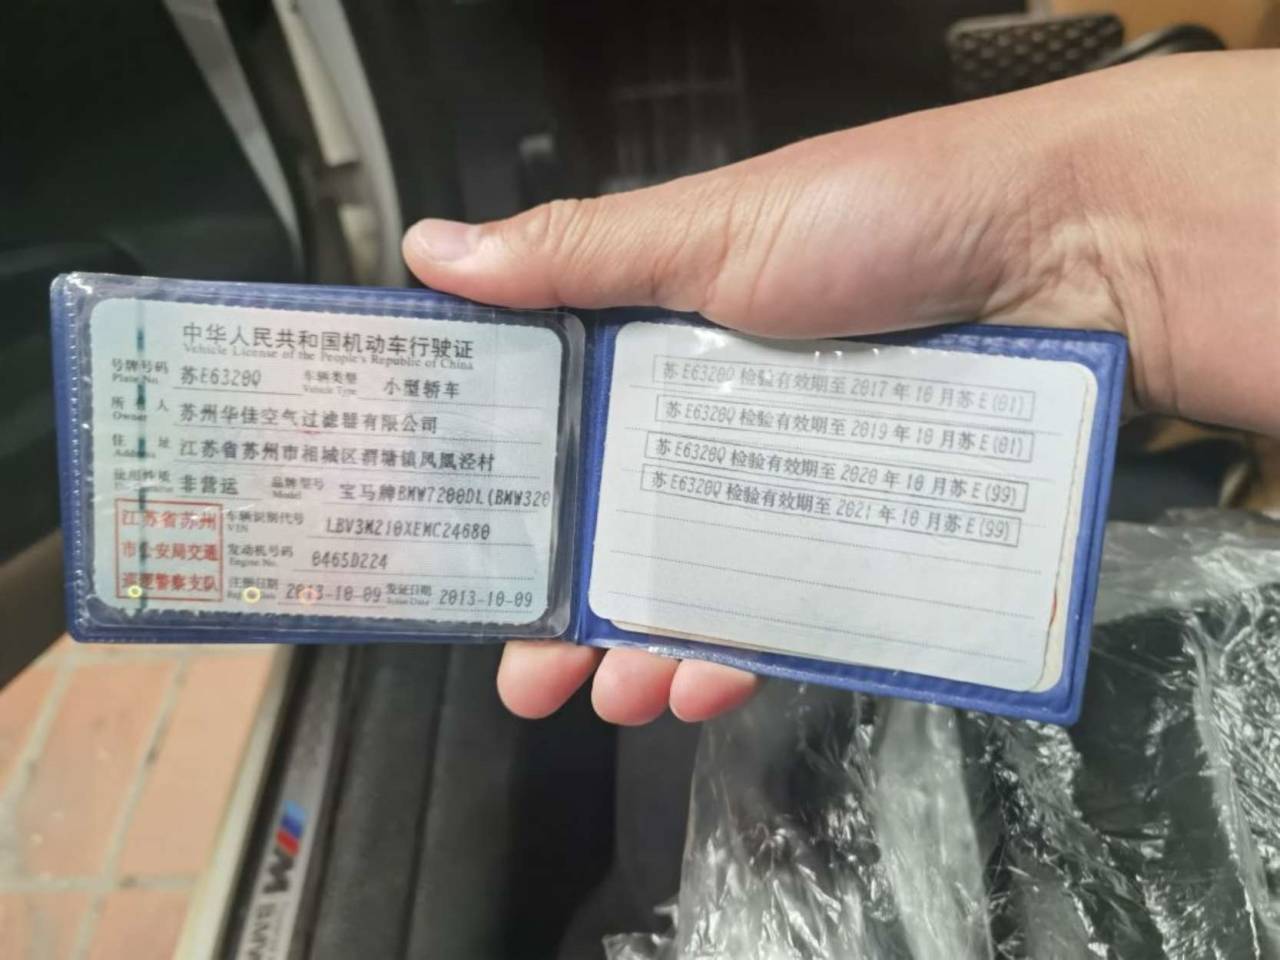 中华人民共和国机动车行驶证
Vehicle License of the People's Republic of China
号牌号码 苏E6320Q 车辆类型 小型轿车
Plate No. Vehicle Type
所 有 人 苏州华佳空气过滤器有限公司
Owner
住 址 江苏省苏州市相城区渭塘镇凤凰泾村
Address
使用性质 非营运 品牌型号 宝马牌BMW7200DL(BMW320
Model
江苏省苏州
市公安局交通
巡逻警察支队
车辆识别代号 LBV3M210XEMC24680
VIN
发动机号码 0465D224
Engine No.
注册日期 2013-10-09 发证日期 2013-10-09
Issue Date
苏E6320Q 检验有效期至 2017 年 10 月苏E(01)
苏E6320Q 检验有效期至 2019 年 10 月苏E(01)
苏E6320Q 检验有效期至 2020 年 10 月苏E(99)
苏E6320Q 检验有效期至 2021 年 10 月苏E(99)
M
BMW